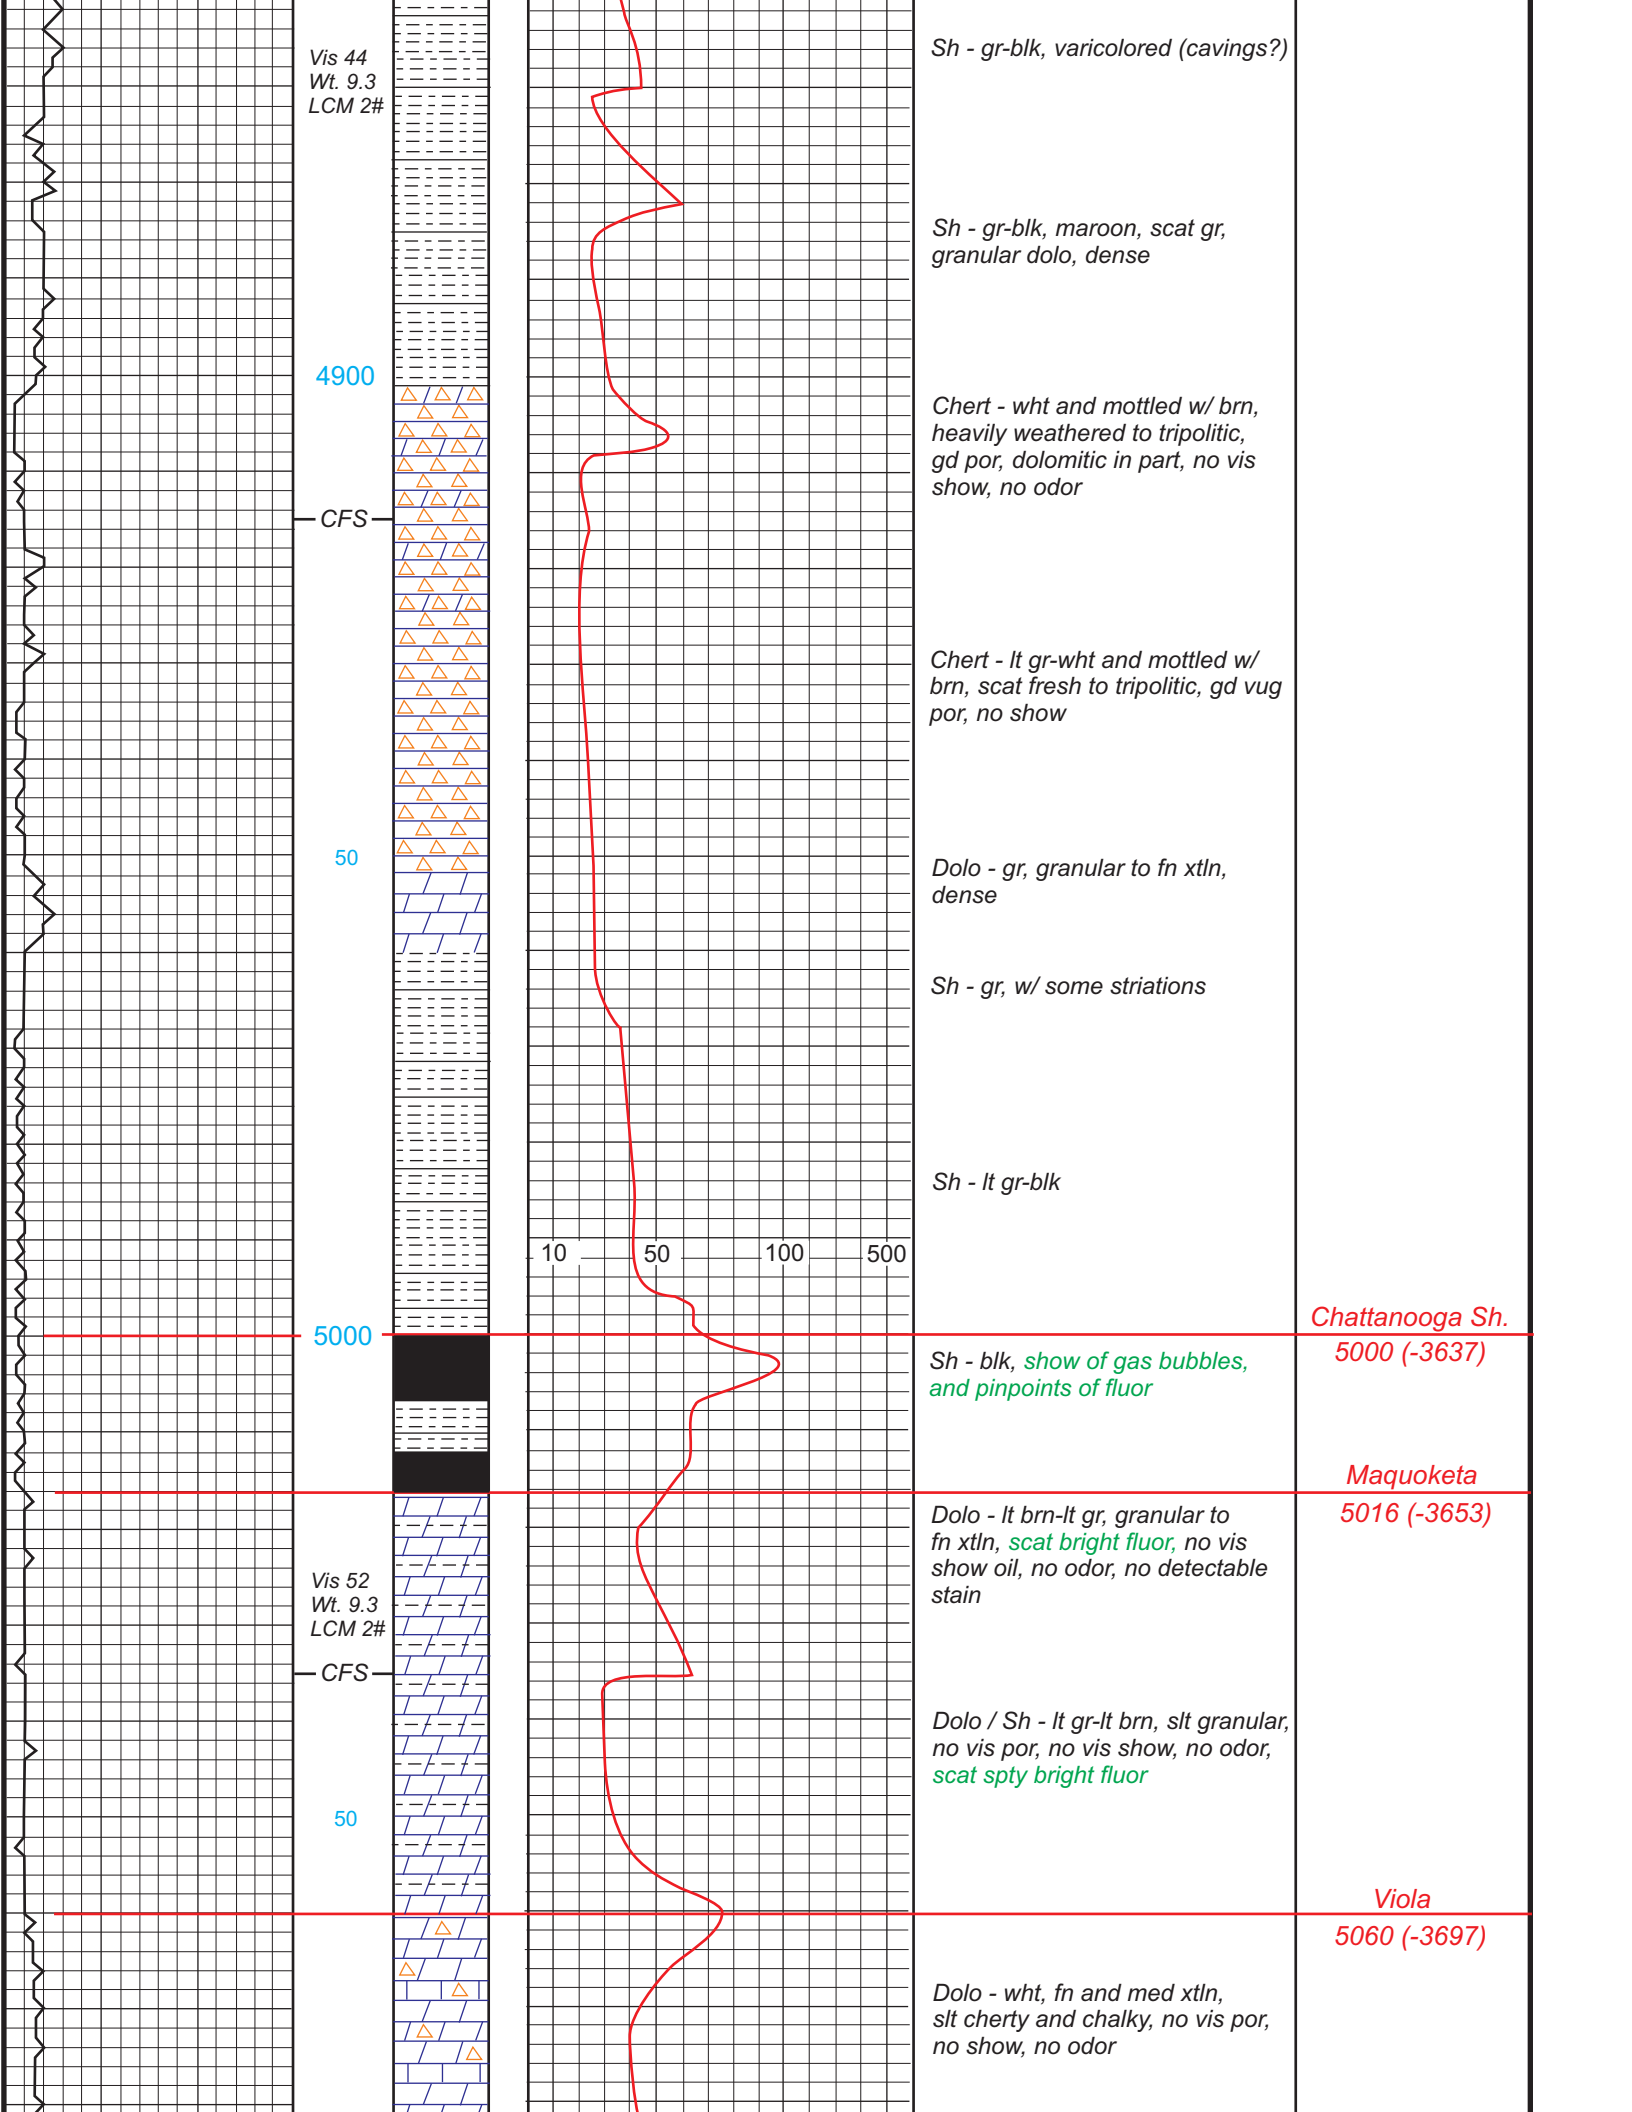 Vis 44
Wt. 9.3
LCM 2#
Sh - gr-blk, varicolored (cavings?)
Sh - gr-blk, maroon, scat gr,
granular dolo, dense
4900
Chert - wht and mottled w/ brn,
heavily weathered to tripolitic,
gd por, dolomitic in part, no vis
show, no odor
CFS
Chert - lt gr-wht and mottled w/
brn, scat fresh to tripolitic, gd vug
por, no show
50
Dolo - gr, granular to fn xtln,
dense
Sh - gr, w/ some striations
Sh - lt gr-blk
10 50 100 500
Chattanooga Sh.
5000
5000 (-3637)
Sh - blk, show of gas bubbles,
and pinpoints of fluor
Maquoketa
5016 (-3653)
Dolo - lt brn-lt gr, granular to
fn xtln, scat bright fluor, no vis
show oil, no odor, no detectable
stain
Vis 52
Wt. 9.3
LCM 2#
CFS
Dolo / Sh - lt gr-lt brn, slt granular,
no vis por, no vis show, no odor,
scat spty bright fluor
50
Viola
5060 (-3697)
Dolo - wht, fn and med xtln,
slt cherty and chalky, no vis por,
no show, no odor